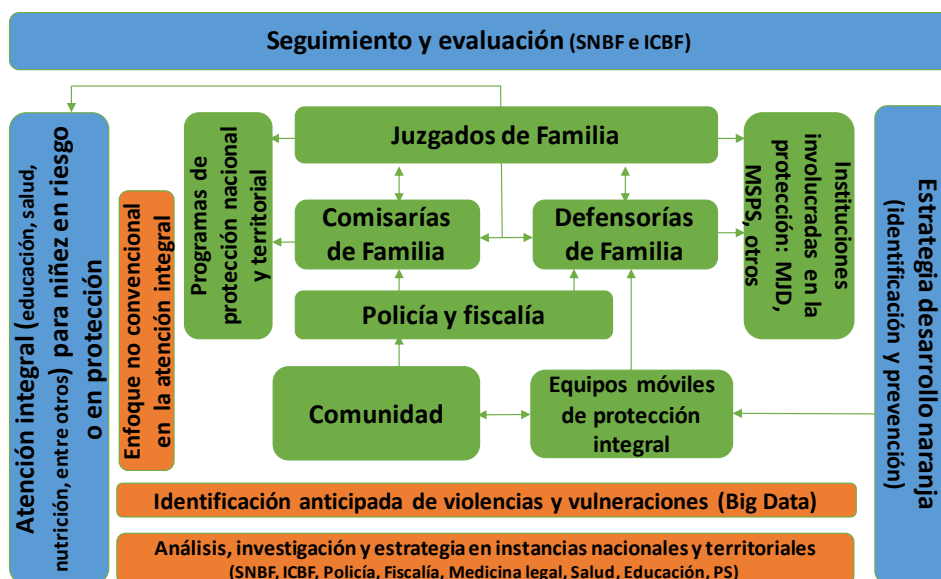 Seguimiento y evaluación (SNBF e ICBF)
Atención integral (educación, salud,
nutrición, entre otros) para niñez en riesgo
o en protección
Enfoque no convencional
en la atención integral
Programas de
protección nacional
y territorial
Juzgados de Familia
Comisarías
de Familia
Defensorías
de Familia
Policía y fiscalía
Comunidad
Equipos móviles
de protección
integral
Instituciones
involucradas en la
protección: MJD,
MSPS, otros
Estrategia desarrollo naranja
(identificación y prevención)
Identificación anticipada de violencias y vulneraciones (Big Data)
Análisis, investigación y estrategia en instancias nacionales y territoriales
(SNBF, ICBF, Policía, Fiscalía, Medicina legal, Salud, Educación, PS)